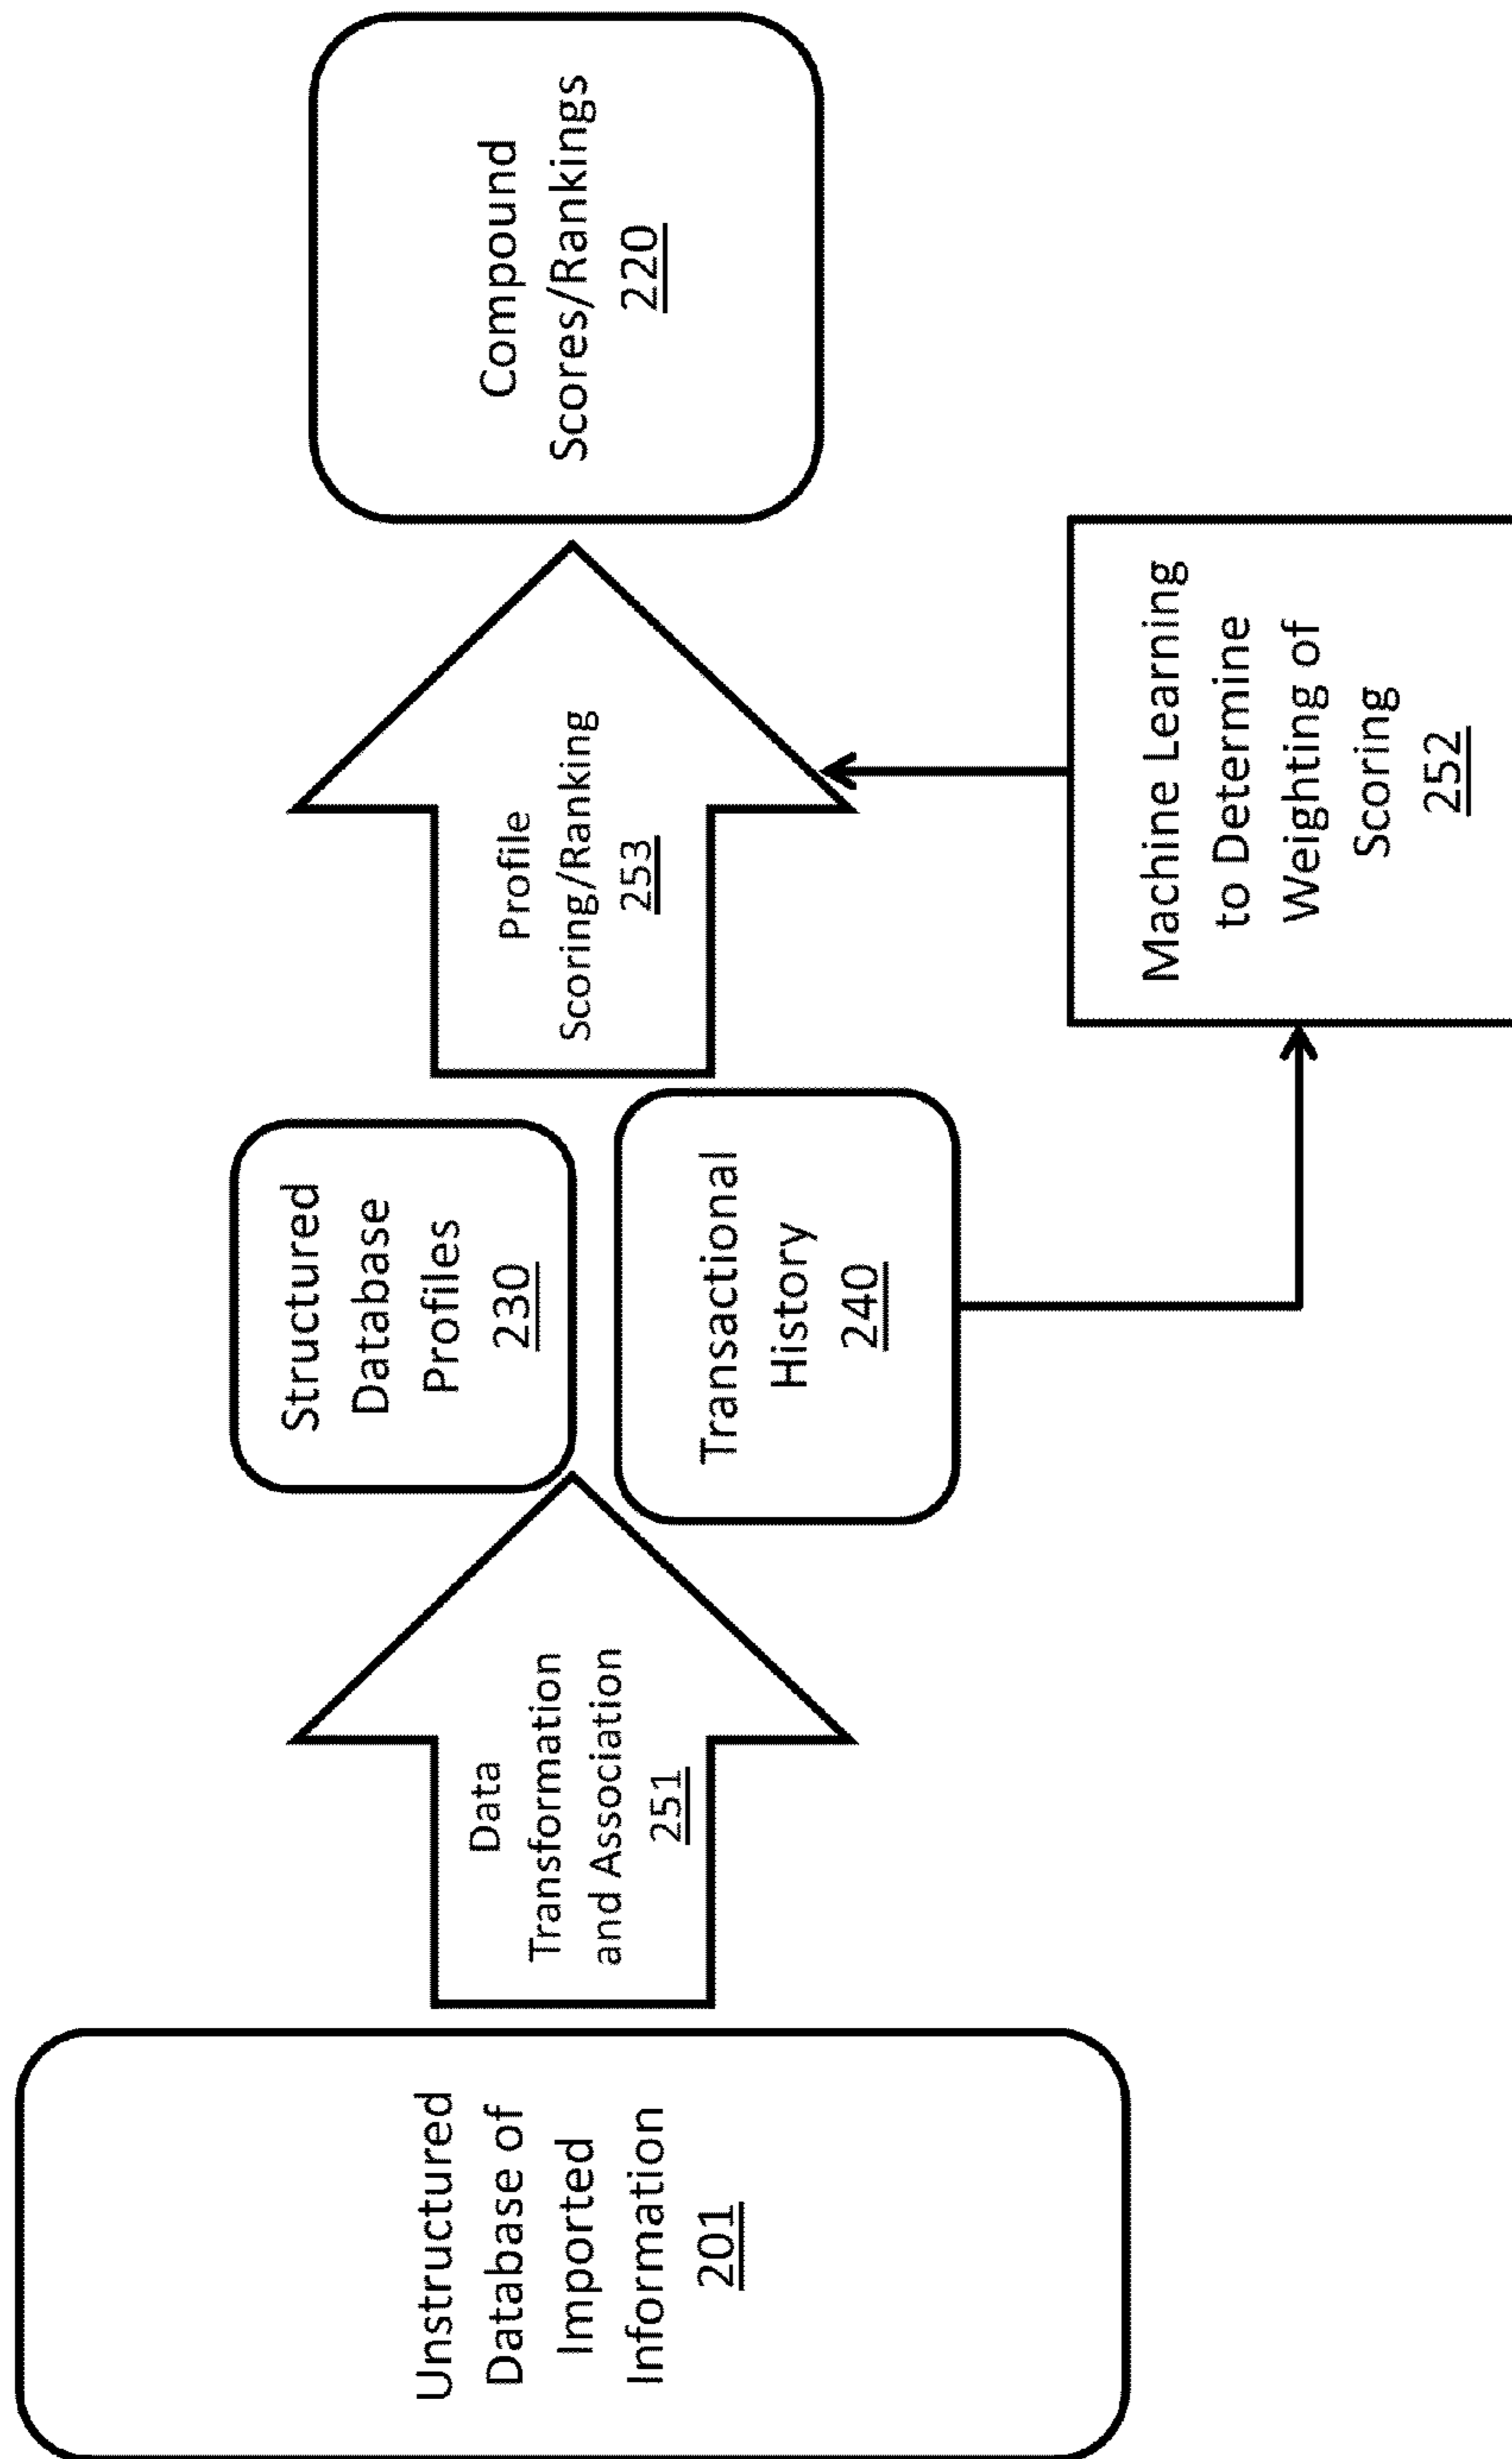 Unstructured
Database of
Imported
Information
201
Data
Transformation
and Association
251
Structured
Database
Profiles
230
Transactional
History
240
Profile
Scoring/Ranking
253
Machine Learning
to Determine
Weighting of
Scoring
252
Compound
Scores/Rankings
220